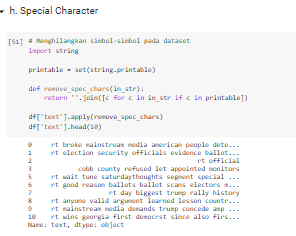 h. Special Character
[51] # Menghilangkan simbol-simbol pada dataset
import string
printable = set(string.printable)
def remove_spec_chars(in_str):
return ''.join([c for c in in_str if c in printable])
df['text'].apply(remove_spec_chars)
df['text'].head(10)
0 rt broke mainstream media american people dete...
1 rt election security officials evidence ballot...
2 rt official
3 cobb county refused let appointed monitors
5 rt wait tune saturdaythoughts segment special ...
6 rt good reason ballots ballot scans electors m...
7 rt day biggest trump rally history
8 rt anyone valid argument learned lesson countr...
9 rt mainstream media demands trump concede amp ...
10 rt wins georgia first democrst since also firs...
Name: text, dtype: object